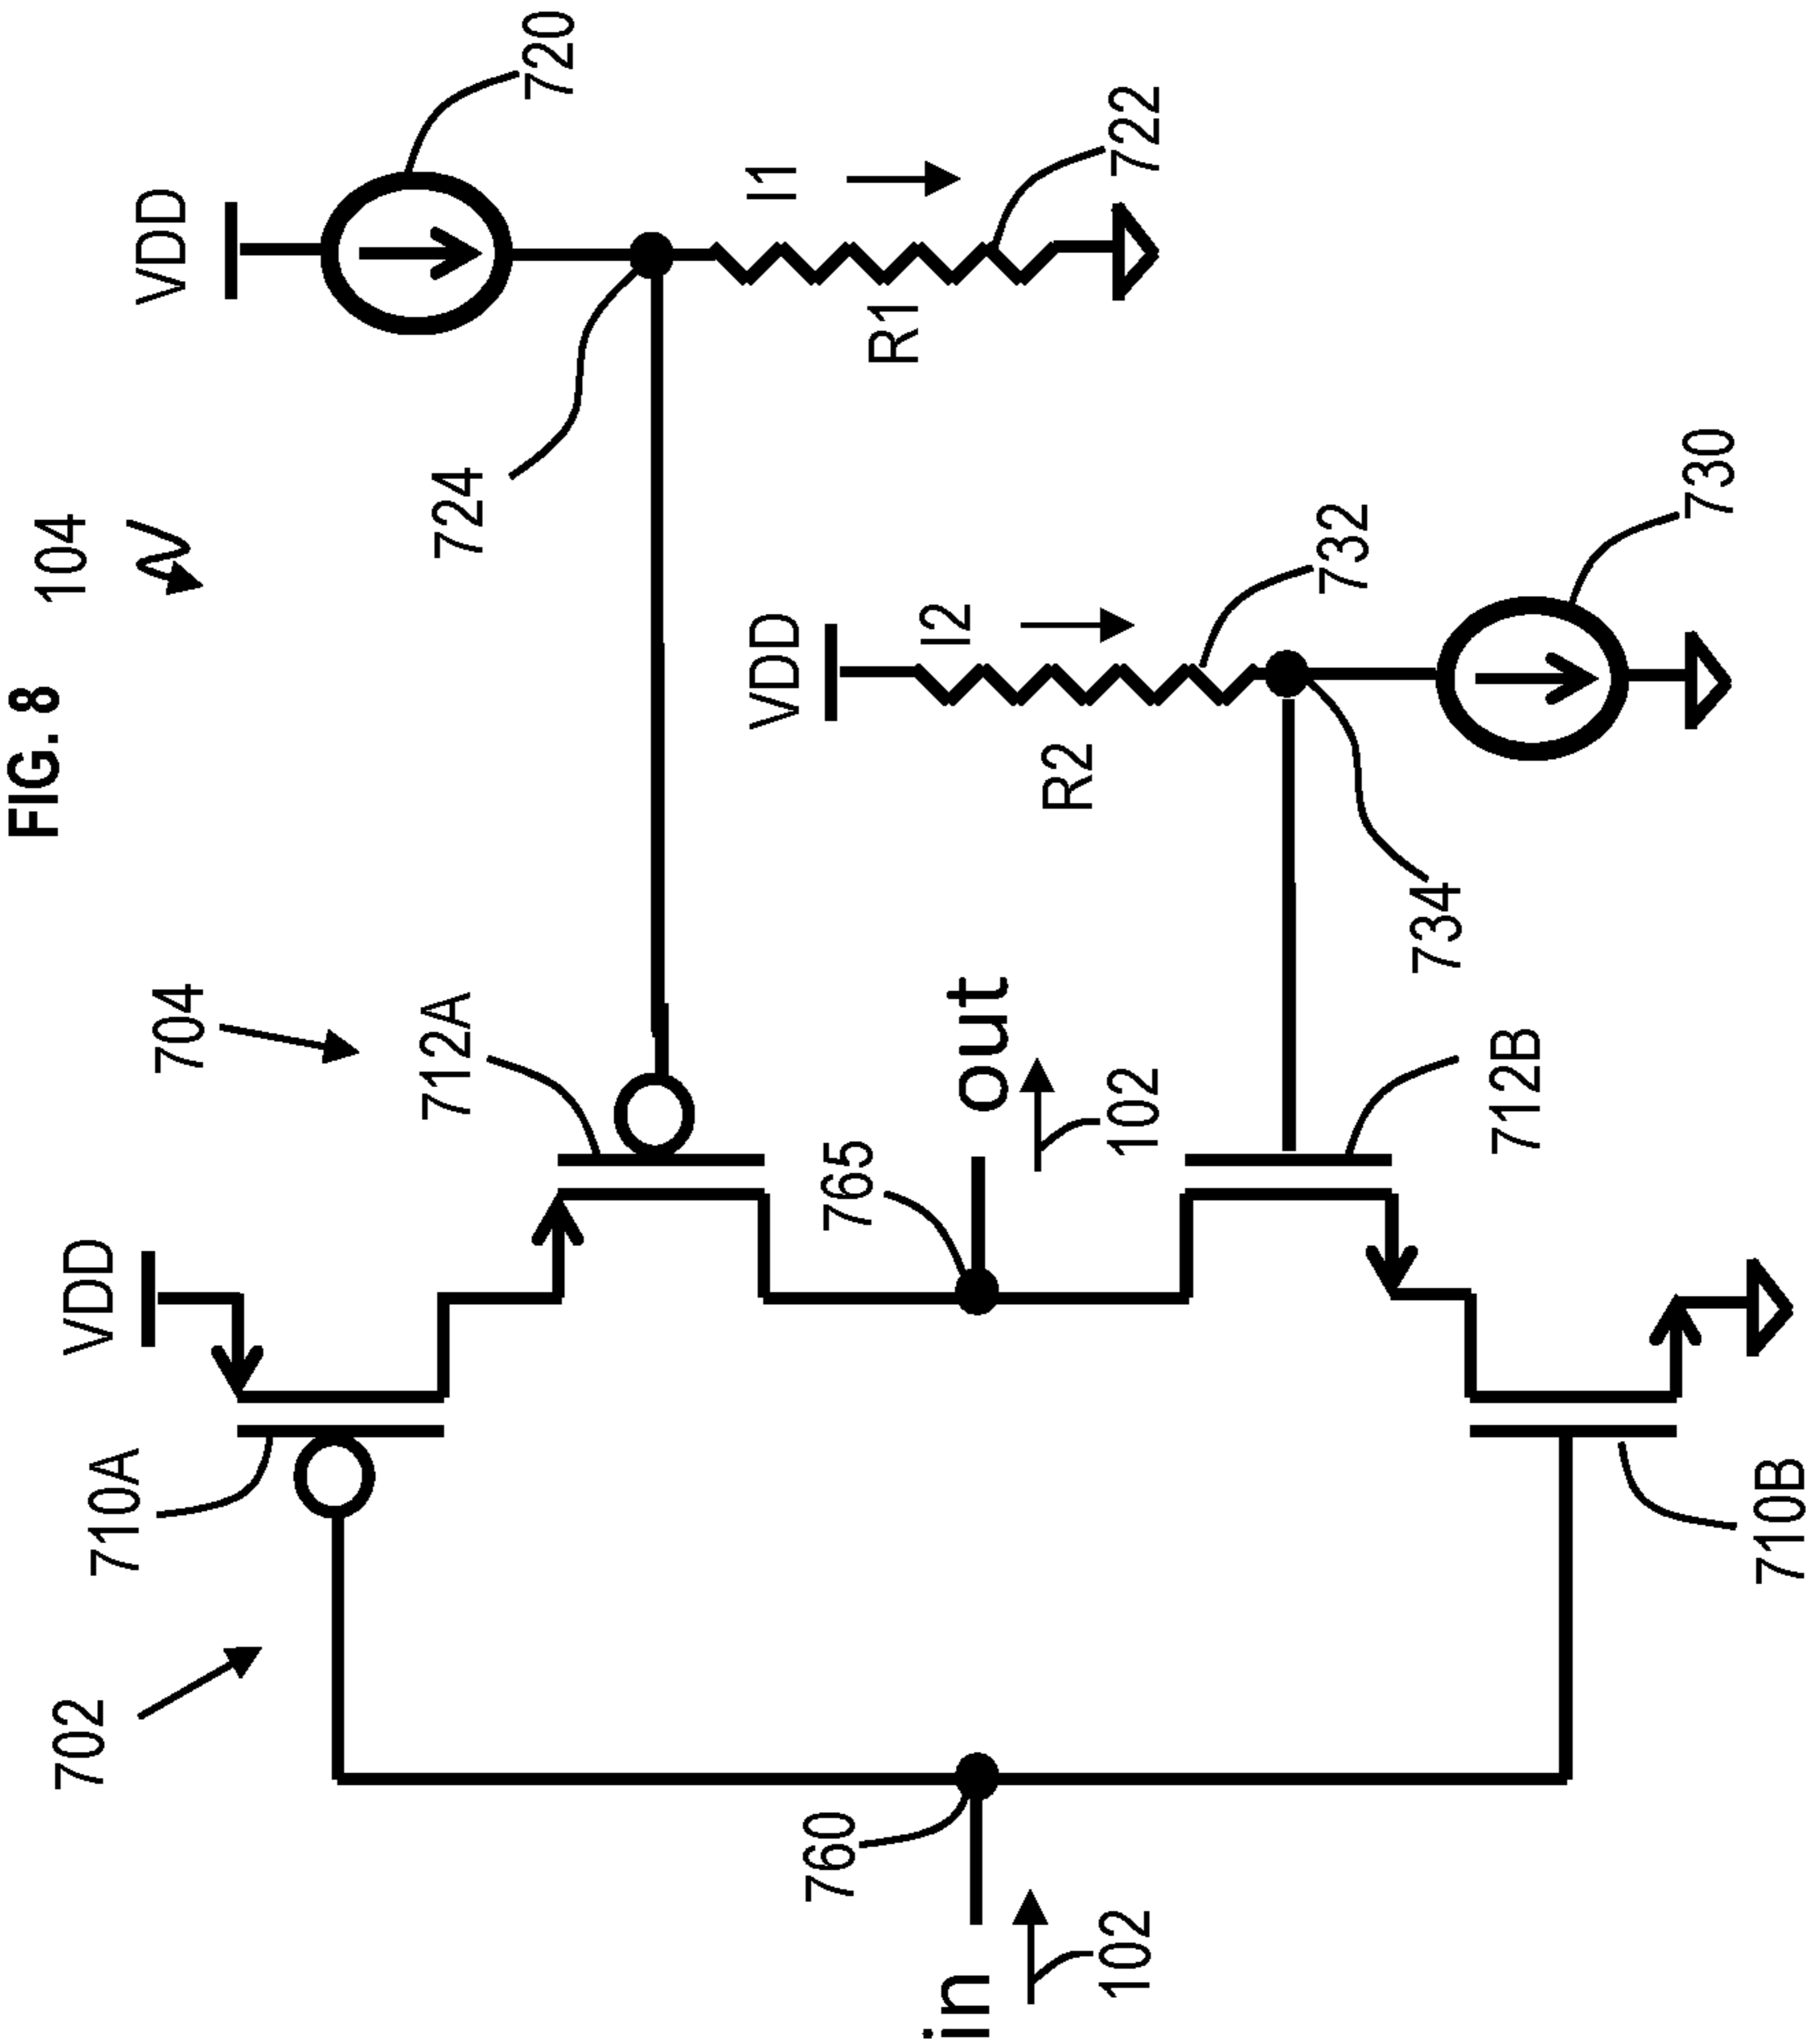 FIG. 8
104
702
704
710A
VDD
712A
724
VDD
720
I1
R1
722
VDD
I2
R2
732
734
730
in
102
760
765
out
102
712B
710B